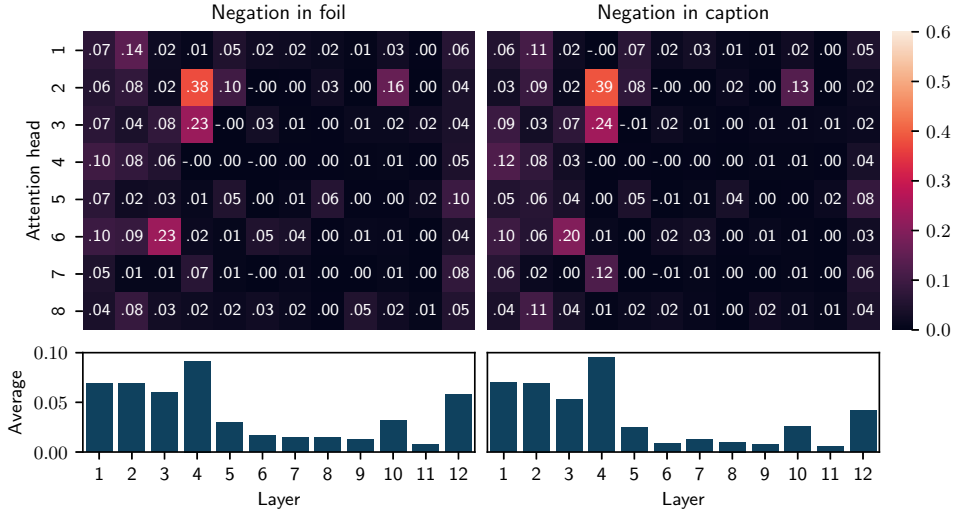 Negation in foil
Negation in caption
Attention head
1 .07 .14 .02 .01 .05 .02 .02 .02 .01 .03 .00 .06 .06 .11 .02 -.00 .07 .02 .03 .01 .01 .02 .00 .05 0.6
2 .06 .08 .02 .38 .10 -.00 .00 .02 .00 .16 .00 .04 .03 .09 .02 .39 .08 -.00 .00 .02 .00 .13 .00 .02 0.5
3 .07 .04 .08 .23 -.00 .03 .01 .00 .01 .02 .02 .04 .09 .03 .07 .24 -.01 .02 .01 .00 .01 .01 .01 .02 0.4
4 .10 .08 .06 -.00 .00 -.00 .00 .00 .00 .01 .00 .05 .12 .08 .03 -.00 -.00 .00 .00 .00 .01 .01 .00 .04 0.3
5 .07 .02 .03 .01 .05 .00 .01 .06 .00 .00 .02 .10 .05 .06 .04 .00 .05 -.01 .01 .04 .00 .00 .02 .08 0.2
6 .10 .09 .23 .02 .01 .05 .04 .00 .01 .01 .00 .04 .10 .06 .20 .01 .00 .02 .03 .00 .01 .01 .00 .03
7 .05 .01 .01 .07 .01 -.00 .01 .00 .00 .01 .00 .08 .06 .02 .00 .12 .00 -.01 .01 .00 .00 .00 .00 .06 0.1
8 .04 .08 .03 .02 .02 .02 .02 .00 .05 .02 .01 .05 .04 .11 .04 .01 .02 .02 .01 .00 .02 .01 .01 .04 0.0
Average
0.10
0.05
0.00
1 2 3 4 5 6 7 8 9 10 11 12 1 2 3 4 5 6 7 8 9 10 11 12
Layer
Layer